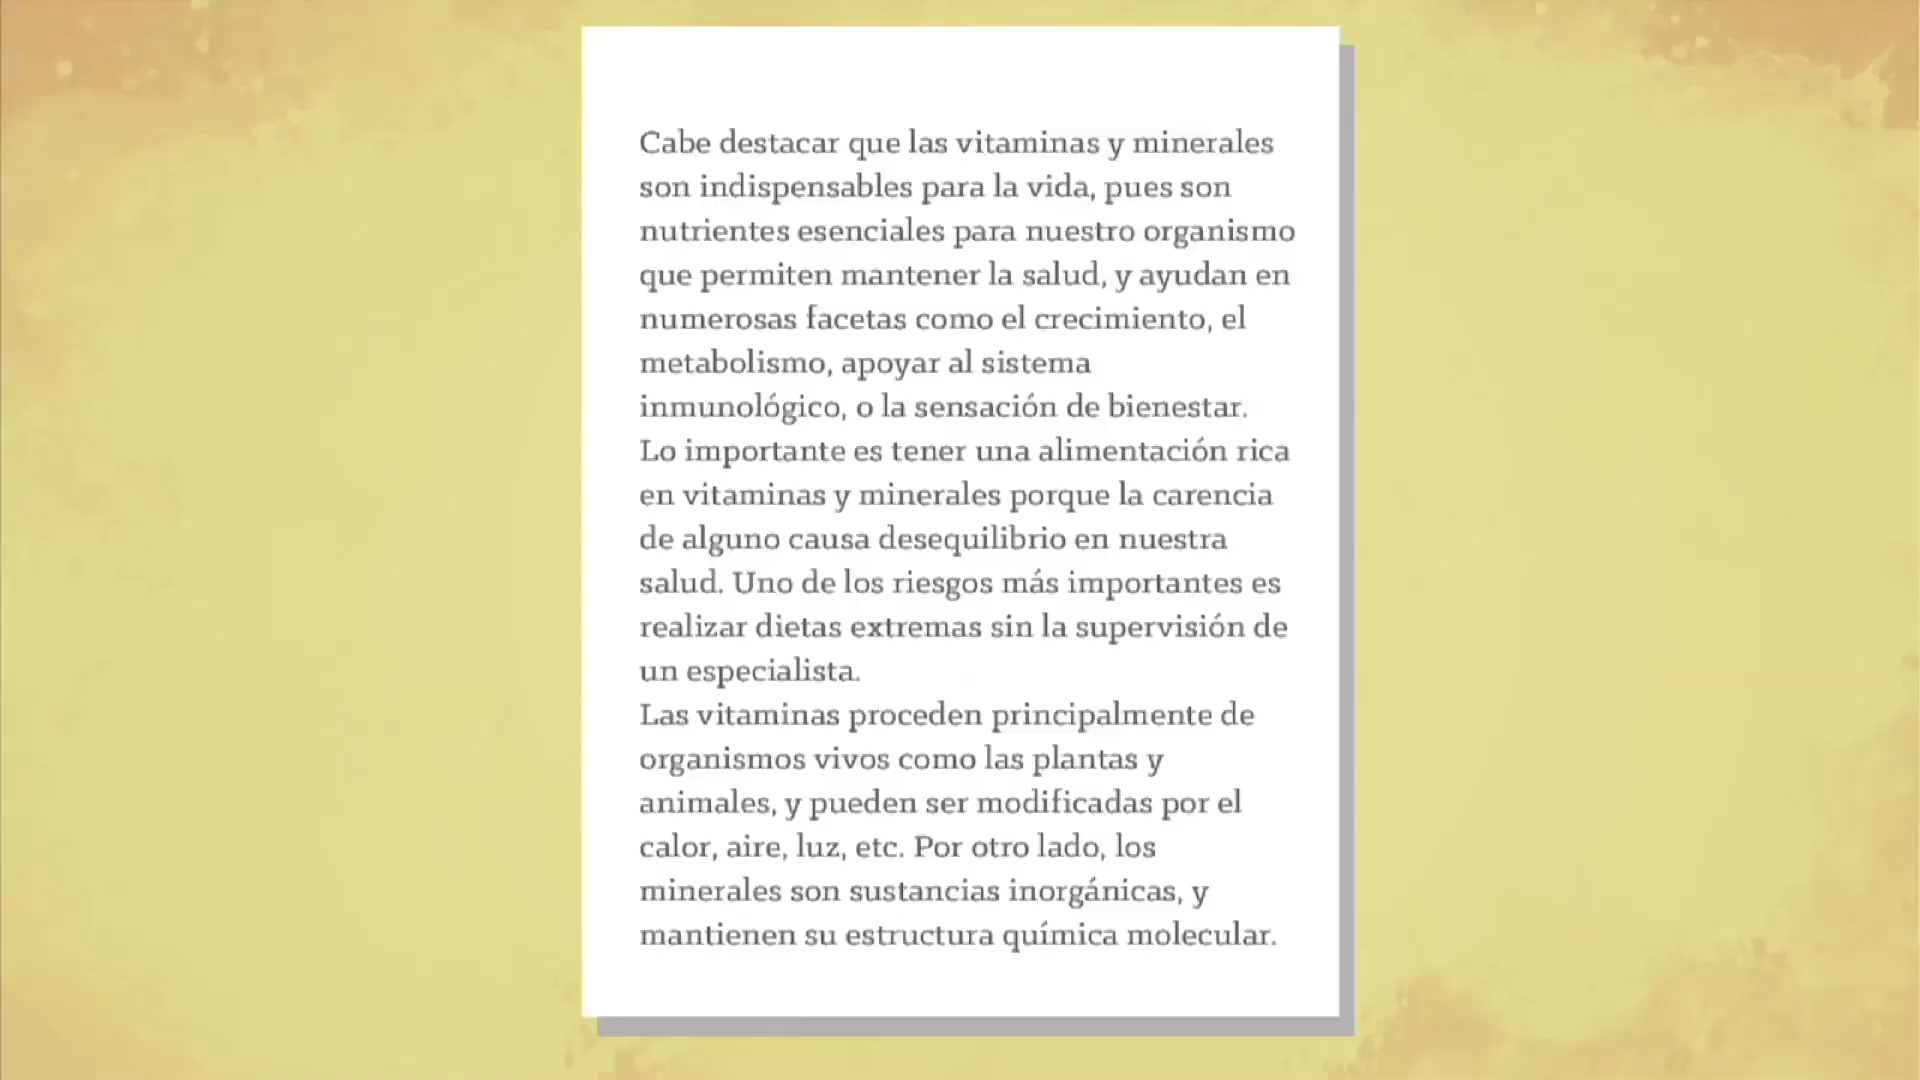 Cabe destacar que las vitaminas y minerales
son indispensables para la vida, pues son
nutrientes esenciales para nuestro organismo
que permiten mantener la salud, y ayudan en
numerosas facetas como el crecimiento, el
metabolismo, apoyar al sistema
inmunológico, o la sensación de bienestar.
Lo importante es tener una alimentación rica
en vitaminas y minerales porque la carencia
de alguno causa desequilibrio en nuestra
salud. Uno de los riesgos más importantes es
realizar dietas extremas sin la supervisión de
un especialista.
Las vitaminas proceden principalmente de
organismos vivos como las plantas y
animales, y pueden ser modificadas por el
calor, aire, luz, etc. Por otro lado, los
minerales son sustancias inorgánicas, y
mantienen su estructura química molecular.